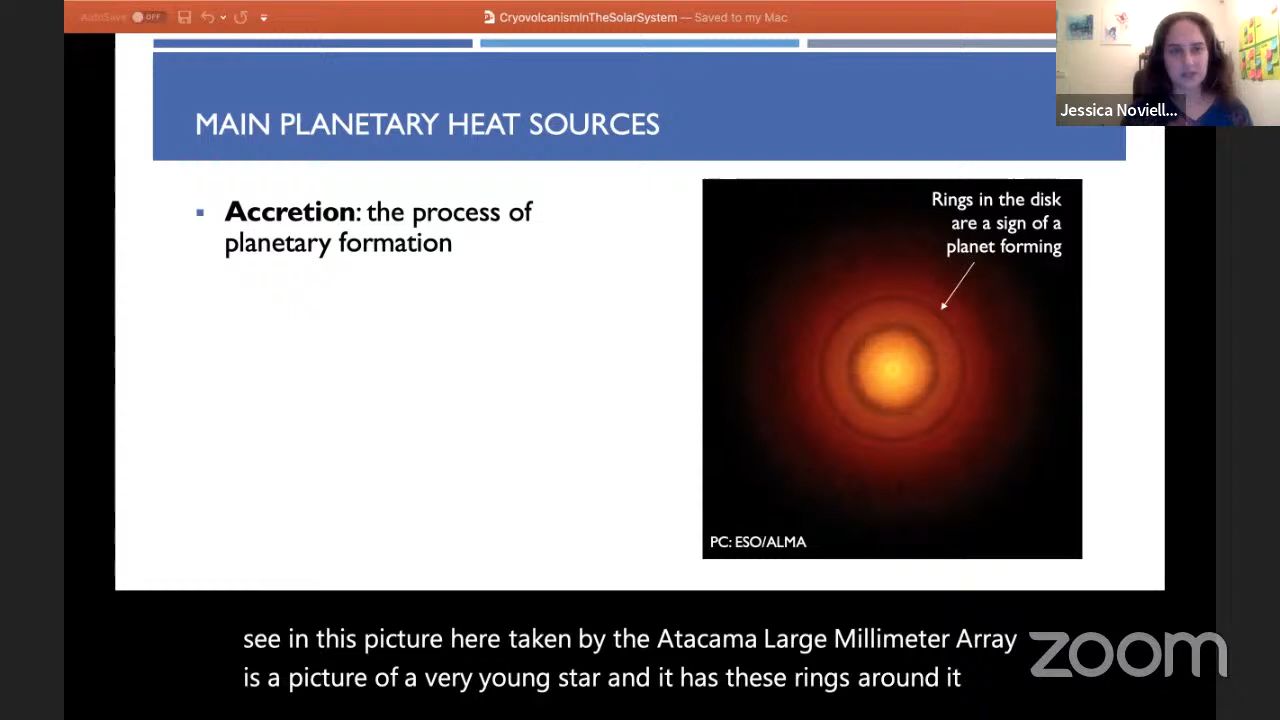 AutoSave OFF
CryovolcanismInTheSolarSystem — Saved to my Mac
Jessica Noviell...
MAIN PLANETARY HEAT SOURCES
▪ Accretion: the process of
planetary formation
Rings in the disk
are a sign of a
planet forming
PC: ESO/ALMA
see in this picture here taken by the Atacama Large Millimeter Array
is a picture of a very young star and it has these rings around it
zoom